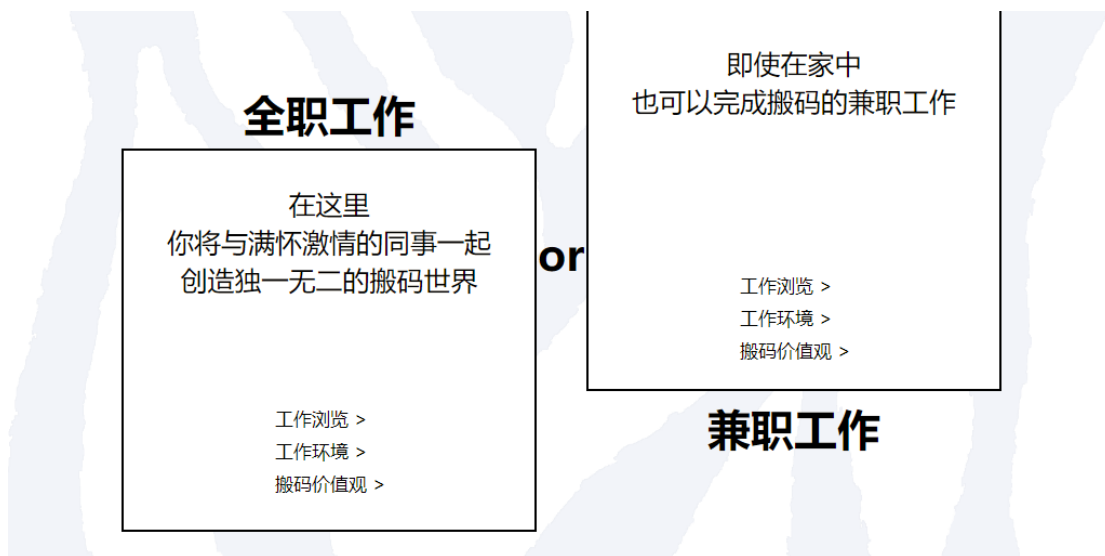 全职工作
在这里
你将与满怀激情的同事一起
创造独一无二的搬码世界
工作浏览 >
工作环境 >
搬码价值观 >
or
即使在家中
也可以完成搬码的兼职工作
工作浏览 >
工作环境 >
搬码价值观 >
兼职工作